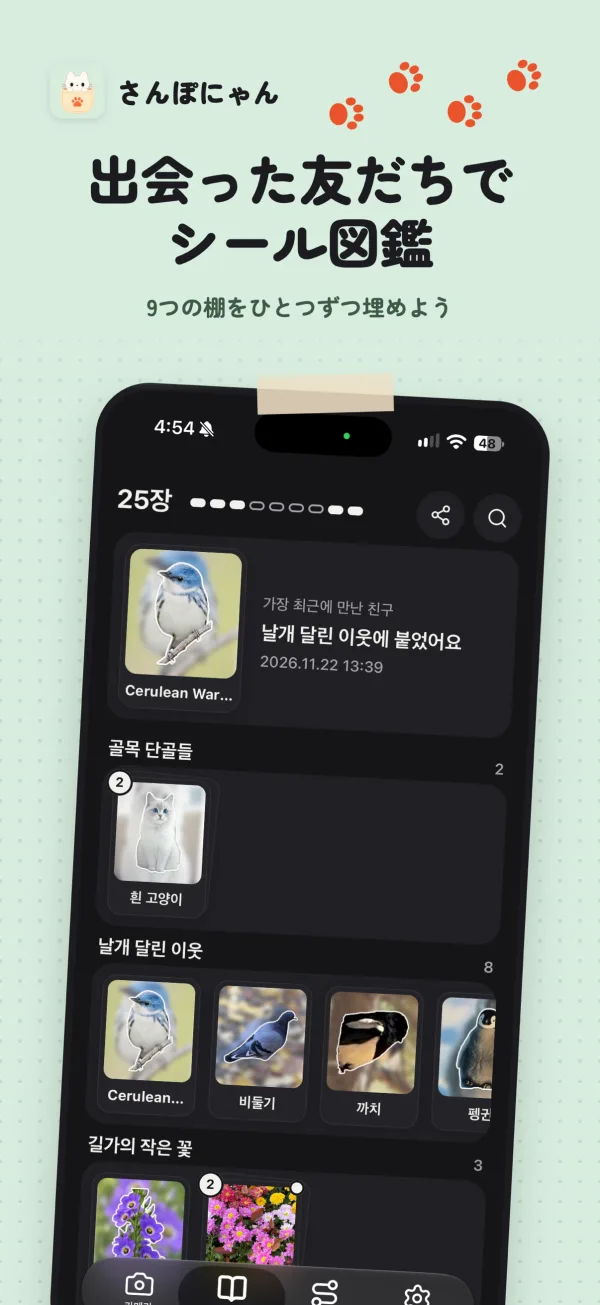 さんぽにゃん
出会った友だちで
シール図鑑
9つの棚をひとつずつ埋めよう
4:54
48
25장
가장 최근에 만난 친구
날개 달린 이웃에 붙었어요
2026.11.22 13:39
Cerulean War...
골목 단골들
2
2
흰 고양이
날개 달린 이웃
8
Cerulean...
비둘기
까치
펭귄
길가의 작은 꽃
3
2